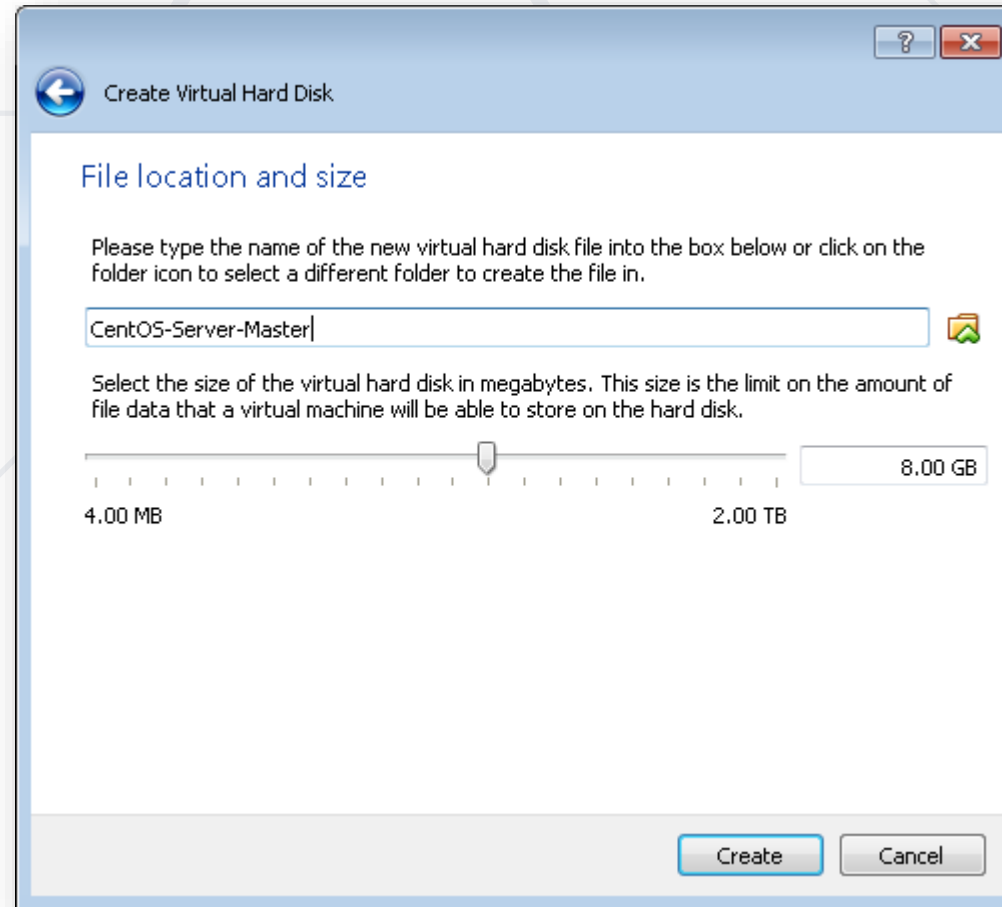 ?
Create Virtual Hard Disk
File location and size
Please type the name of the new virtual hard disk file into the box below or click on the
folder icon to select a different folder to create the file in.
CentOS-Server-Master
Select the size of the virtual hard disk in megabytes. This size is the limit on the amount of
file data that a virtual machine will be able to store on the hard disk.
8.00 GB
4.00 MB 2.00 TB
Create Cancel